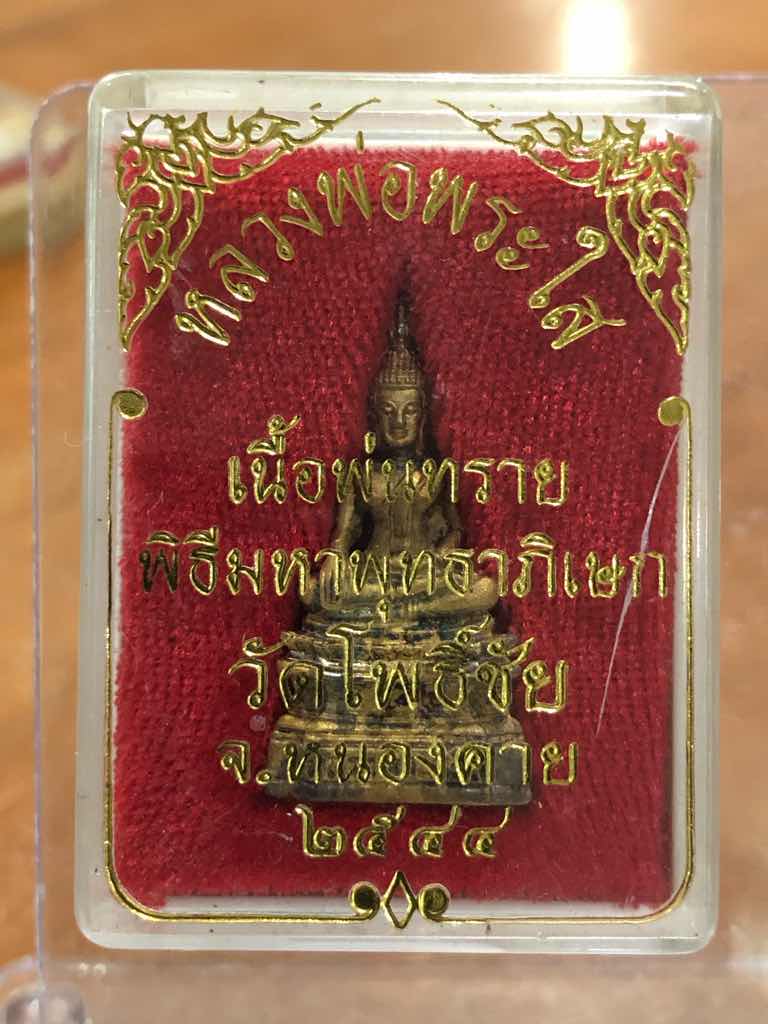 หลวงพ่อพระใส
เนื้อพ่นทราย
พิธีมหาพุทธาภิเษก
วัดโพธิ์ชัย
จ.หนองคาย
๒๕๔๔